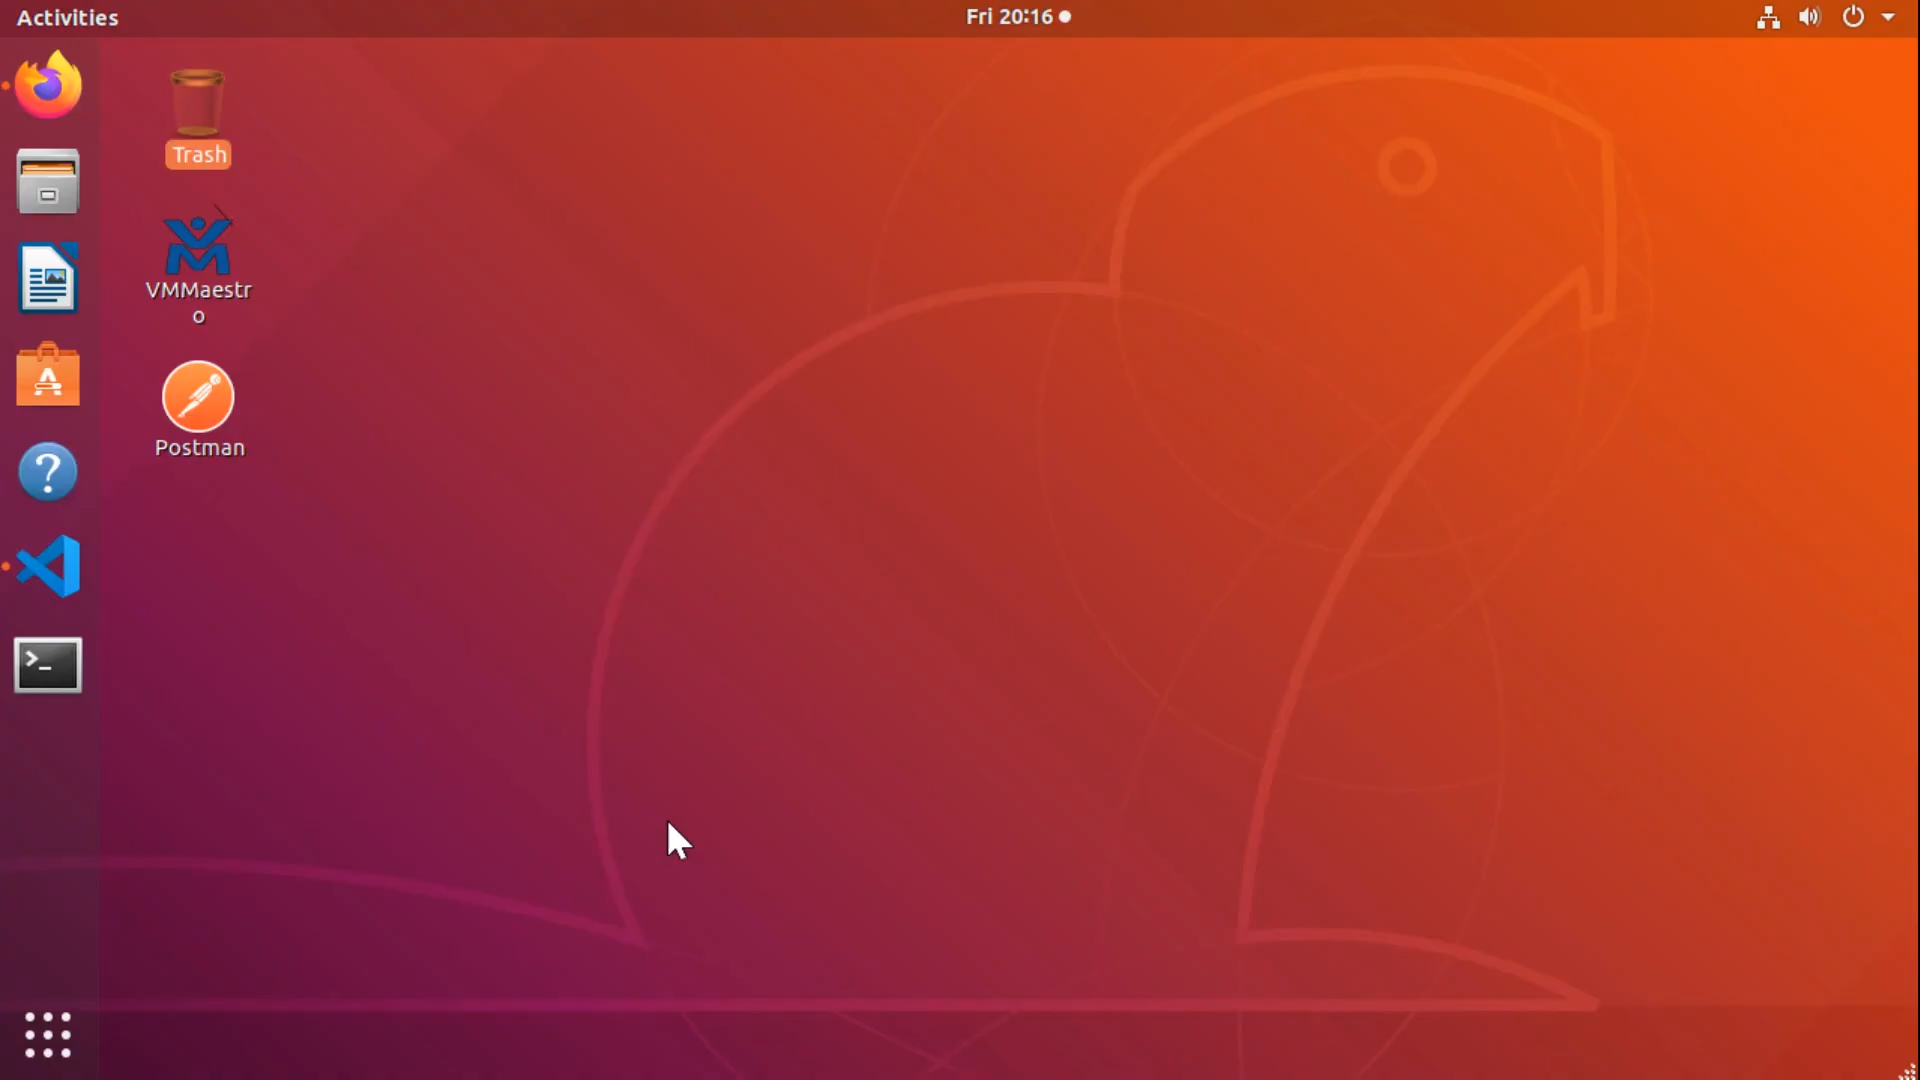 Activities
Fri 20:16
Trash
VMMaestr
o
Postman